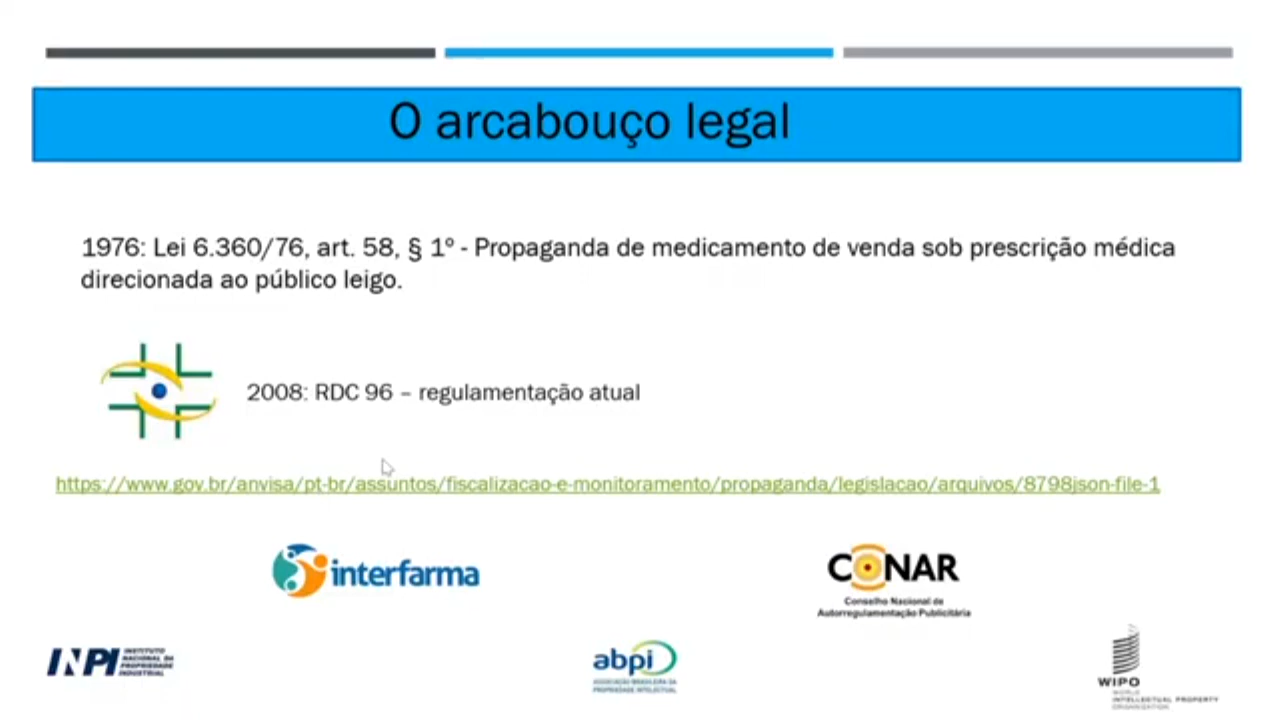 O arcabouço legal
1976: Lei 6.360/76, art. 58, § 1º - Propaganda de medicamento de venda sob prescrição médica
direcionada ao público leigo.
2008: RDC 96 – regulamentação atual
https://www.gov.br/anvisa/pt-br/assuntos/fiscalizacao-e-monitoramento/propaganda/legislacao/arquivos/8798json-file-1
interfarma
CONAR
Conselho Nacional de
Autorregulamentação Publicitária
INPI
INSTITUTO
NACIONAL DA
PROPRIEDADE
INDUSTRIAL
abpi
ASSOCIAÇÃO BRASILEIRA DA
PROPRIEDADE INTELECTUAL
WIPO
WORLD
INTELLECTUAL PROPERTY
ORGANIZATION